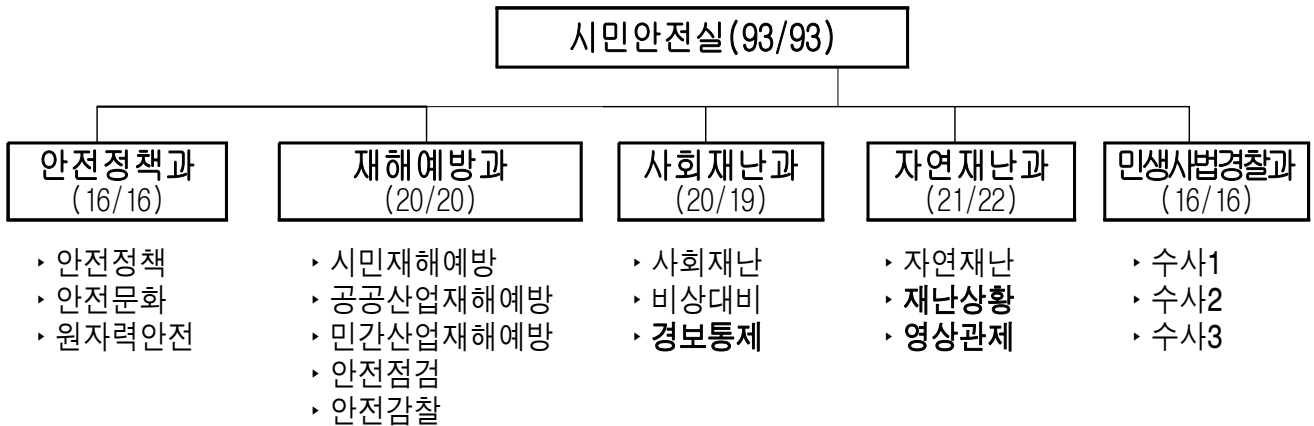 시민안전실(93/93)
안전정책과
(16/16)
‣ 안전정책
‣ 안전문화
‣ 원자력안전
재해예방과
(20/20)
‣ 시민재해예방
‣ 공공산업재해예방
‣ 민간산업재해예방
‣ 안전점검
‣ 안전감찰
사회재난과
(20/19)
‣ 사회재난
‣ 비상대비
‣ 경보통제
자연재난과
(21/22)
‣ 자연재난
‣ 재난상황
‣ 영상관제
민생사법경찰과
(16/16)
‣ 수사1
‣ 수사2
‣ 수사3